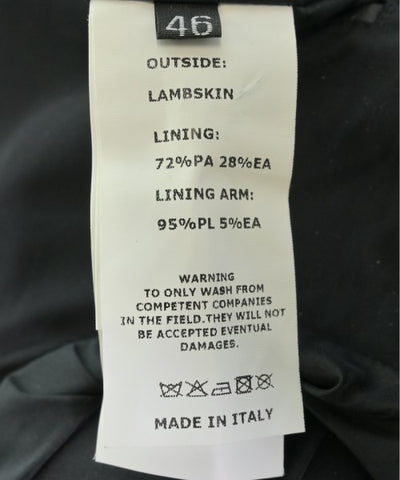 46
OUTSIDE:
LAMBSKIN
LINING:
72%PA 28%EA
LINING ARM:
95%PL 5%EA
WARNING
TO ONLY WASH FROM
COMPETENT COMPANIES
IN THE FIELD.THEY WILL NOT
BE ACCEPTED EVENTUAL
DAMAGES.
MADE IN ITALY